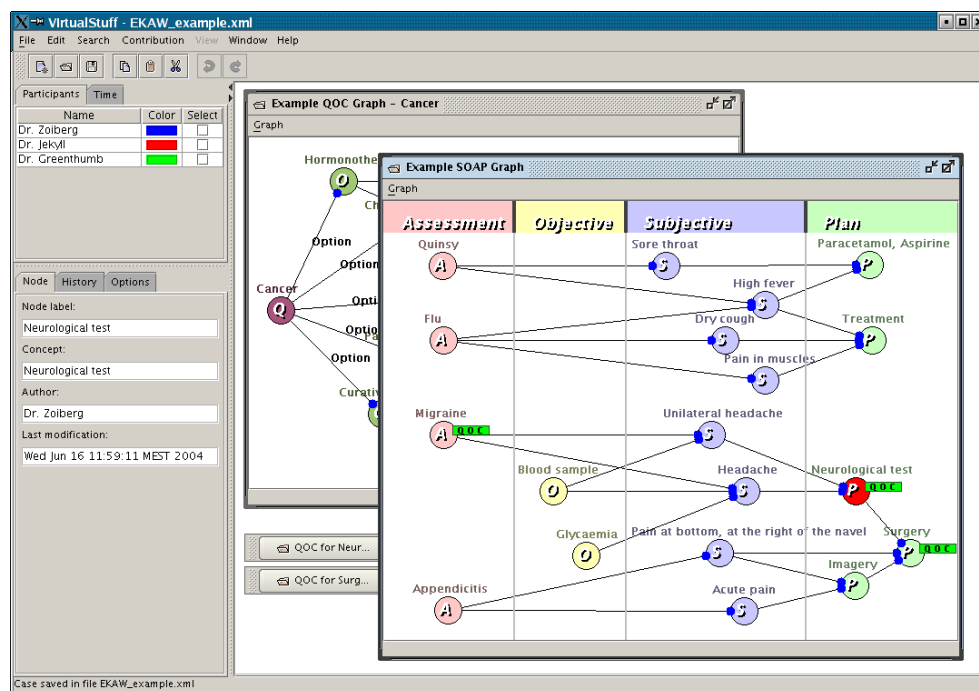 VirtualStuff - EKAW_example.xml
File Edit Search Contribution View Window Help
Participants Time
Name Color Select
Dr. Zoiberg
Dr. Jekyll
Dr. Greenthumb
Node History Options
Node label:
Neurological test
Concept:
Neurological test
Author:
Dr. Zoiberg
Last modification:
Wed Jun 16 11:59:11 MEST 2004
Example QOC Graph - Cancer
Graph
Hormonothe
O
Ch
Option
Option
Cancer
Q
Opti
Option
Pa
Option
Curativ
QOC for Neur...
QOC for Surg...
Example SOAP Graph
Graph
Assessment Objective Subjective Plan
Quinsy Sore throat Paracetamol, Aspirine
A S P
High fever
S
Flu Dry cough Treatment
A S P
Pain in muscles
S
Migraine Unilateral headache
A QOC S
Blood sample Headache Neurological test
O S P QOC
Glycaemia Pain at bottom, at the right of the navel Surgery
O S P QOC
Imagery
P
Appendicitis Acute pain
A S
Case saved in file EKAW_example.xml